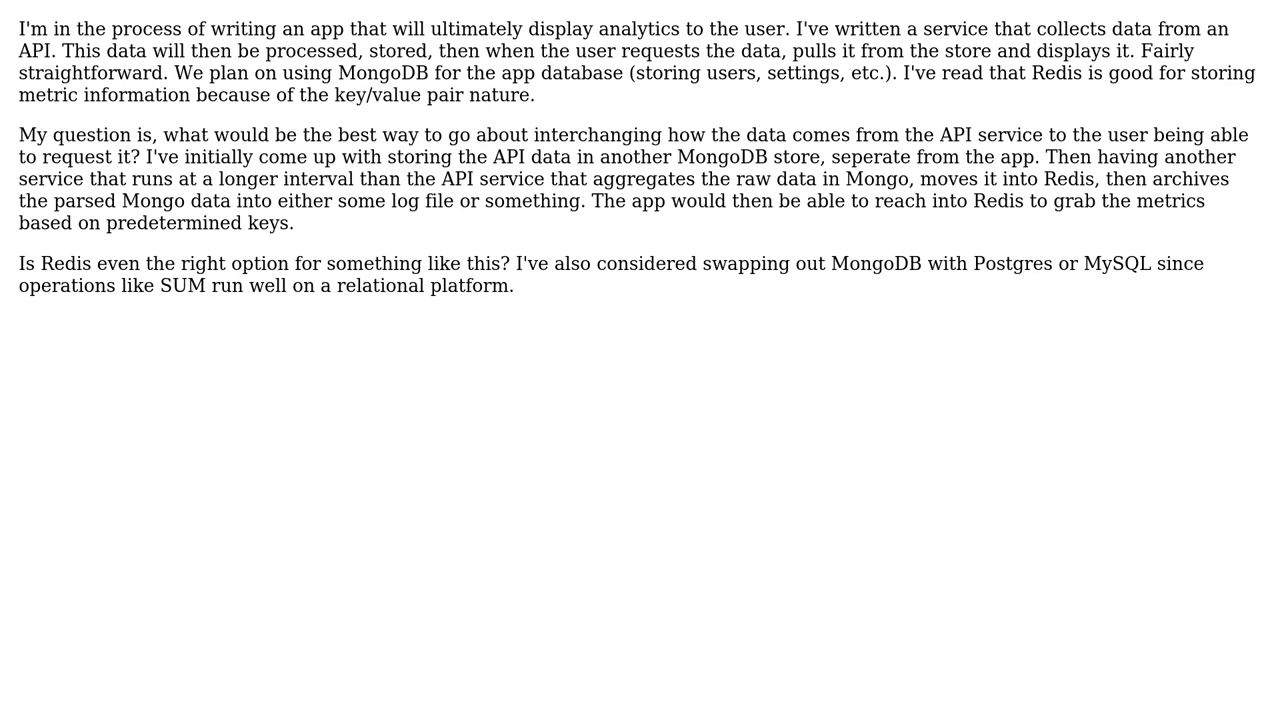 I'm in the process of writing an app that will ultimately display analytics to the user. I've written a service that collects data from an
API. This data will then be processed, stored, then when the user requests the data, pulls it from the store and displays it. Fairly
straightforward. We plan on using MongoDB for the app database (storing users, settings, etc.). I've read that Redis is good for storing
metric information because of the key/value pair nature.
My question is, what would be the best way to go about interchanging how the data comes from the API service to the user being able
to request it? I've initially come up with storing the API data in another MongoDB store, seperate from the app. Then having another
service that runs at a longer interval than the API service that aggregates the raw data in Mongo, moves it into Redis, then archives
the parsed Mongo data into either some log file or something. The app would then be able to reach into Redis to grab the metrics
based on predetermined keys.
Is Redis even the right option for something like this? I've also considered swapping out MongoDB with Postgres or MySQL since
operations like SUM run well on a relational platform.